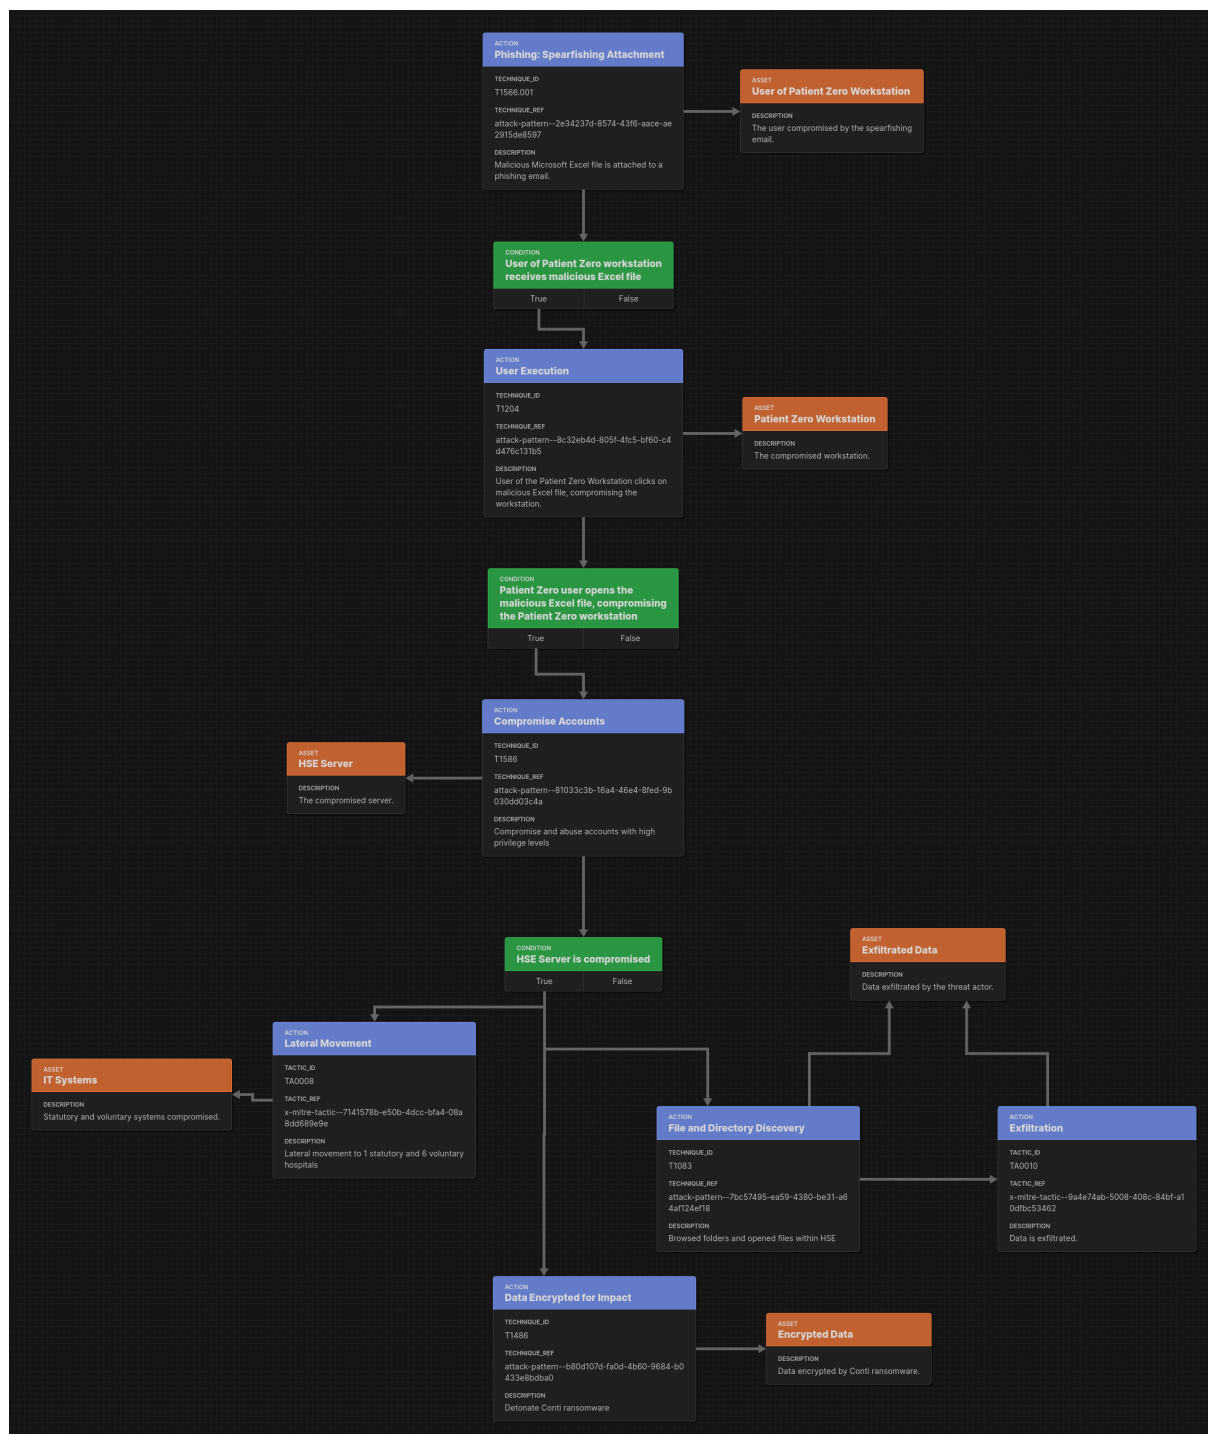 ACTION
Phishing: Spearfishing Attachment
TECHNIQUE_ID
T1566.001
TECHNIQUE_REF
attack-pattern--2e34237d-8574-43f6-aace-ae
2915de8597
DESCRIPTION
Malicious Microsoft Excel file is attached to a
phishing email.
ASSET
User of Patient Zero Workstation
DESCRIPTION
The user compromised by the spearfishing
email.
CONDITION
User of Patient Zero workstation
receives malicious Excel file
True
False
ACTION
User Execution
TECHNIQUE_ID
T1204
TECHNIQUE_REF
attack-pattern--8c32eb4d-805f-4fc5-bf60-c4
d476c131b5
DESCRIPTION
User of the Patient Zero Workstation clicks on
malicious Excel file, compromising the
workstation.
ASSET
Patient Zero Workstation
DESCRIPTION
The compromised workstation.
CONDITION
Patient Zero user opens the
malicious Excel file, compromising
the Patient Zero workstation
True
False
ACTION
Compromise Accounts
TECHNIQUE_ID
T1586
TECHNIQUE_REF
attack-pattern--81033c3b-16a4-46e4-8fed-9b
030dd03c4a
DESCRIPTION
Compromise and abuse accounts with high
privilege levels
ASSET
HSE Server
DESCRIPTION
The compromised server.
CONDITION
HSE Server is compromised
True
False
ASSET
Exfiltrated Data
DESCRIPTION
Data exfiltrated by the threat actor.
ACTION
Lateral Movement
TACTIC_ID
TA0008
TACTIC_REF
x-mitre-tactic--7141578b-e50b-4dcc-bfa4-08a
8dd689e9e
DESCRIPTION
Lateral movement to 1 statutory and 6 voluntary
hospitals
ASSET
IT Systems
DESCRIPTION
Statutory and voluntary systems compromised.
ACTION
File and Directory Discovery
TECHNIQUE_ID
T1083
TECHNIQUE_REF
attack-pattern--7bc57495-ea59-4380-be31-a6
4af124ef18
DESCRIPTION
Browsed folders and opened files within HSE
ACTION
Exfiltration
TACTIC_ID
TA0010
TACTIC_REF
x-mitre-tactic--9a4e74ab-5008-408c-84bf-a1
0dfbc53462
DESCRIPTION
Data is exfiltrated.
ACTION
Data Encrypted for Impact
TECHNIQUE_ID
T1486
TECHNIQUE_REF
attack-pattern--b80d107d-fa0d-4b60-9684-b0
433e8bdba0
DESCRIPTION
Detonate Conti ransomware
ASSET
Encrypted Data
DESCRIPTION
Data encrypted by Conti ransomware.